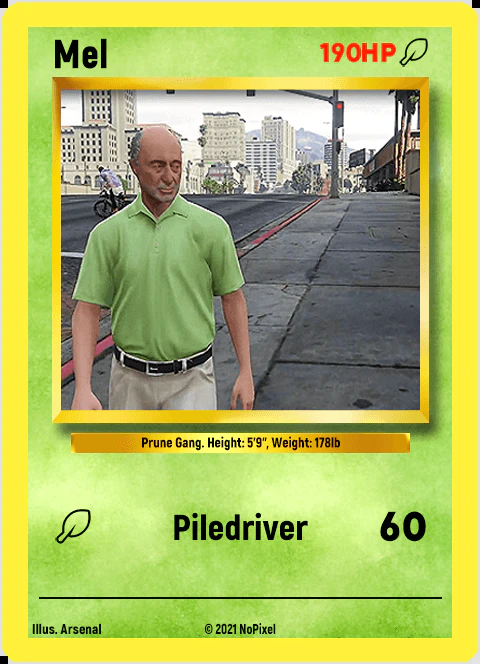 Mel
190HP
Prune Gang. Height: 5'9", Weight: 178lb
Piledriver 60
Illus. Arsenal
© 2021 NoPixel